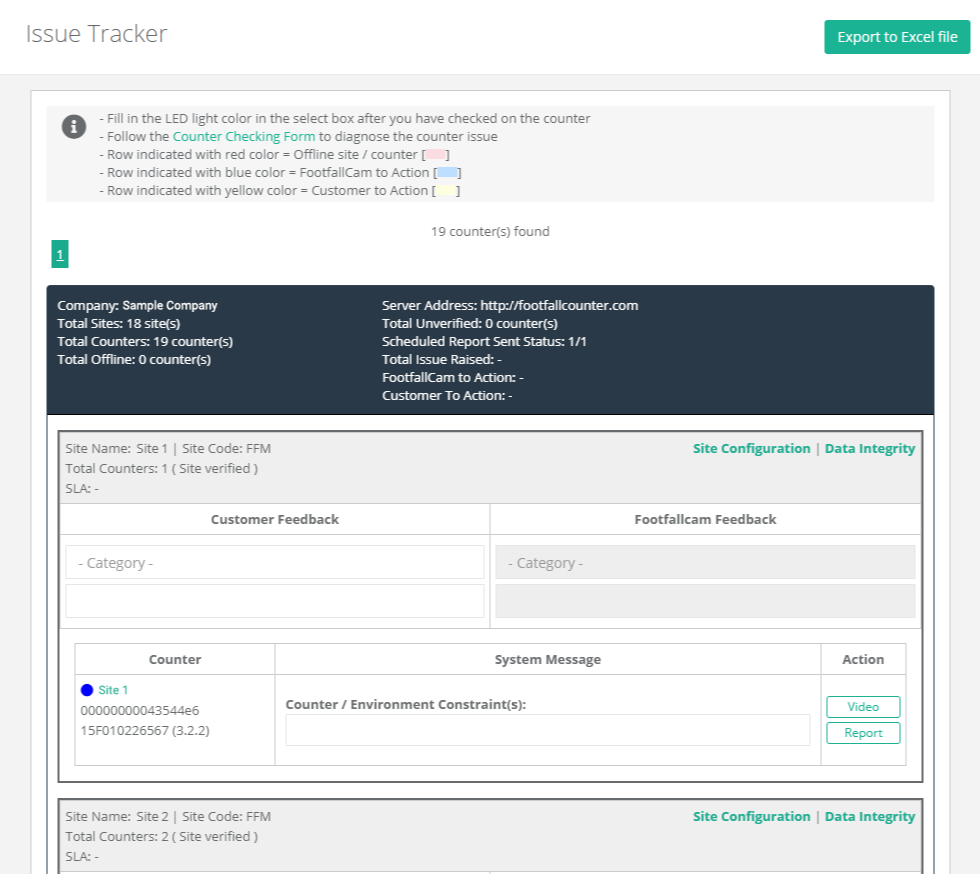 Issue Tracker
Export to Excel file
- Fill in the LED light color in the select box after you have checked on the counter
- Follow the Counter Checking Form to diagnose the counter issue
- Row indicated with red color = Offline site / counter [ ]
- Row indicated with blue color = FootfallCam to Action [ ]
- Row indicated with yellow color = Customer to Action [ ]
19 counter(s) found
1
Company: Sample Company
Total Sites: 18 site(s)
Total Counters: 19 counter(s)
Total Offline: 0 counter(s)
Server Address: http://footfallcounter.com
Total Unverified: 0 counter(s)
Scheduled Report Sent Status: 1/1
Total Issue Raised: -
FootfallCam to Action: -
Customer To Action: -
Site Name: Site 1 | Site Code: FFM
Total Counters: 1 ( Site verified )
SLA: -
Site Configuration | Data Integrity
Customer Feedback
Footfallcam Feedback
- Category -
- Category -
Counter
System Message
Action
Site 1
00000000043544e6
15F010226567 (3.2.2)
Counter / Environment Constraint(s):
Video
Report
Site Name: Site 2 | Site Code: FFM
Total Counters: 2 ( Site verified )
SLA: -
Site Configuration | Data Integrity